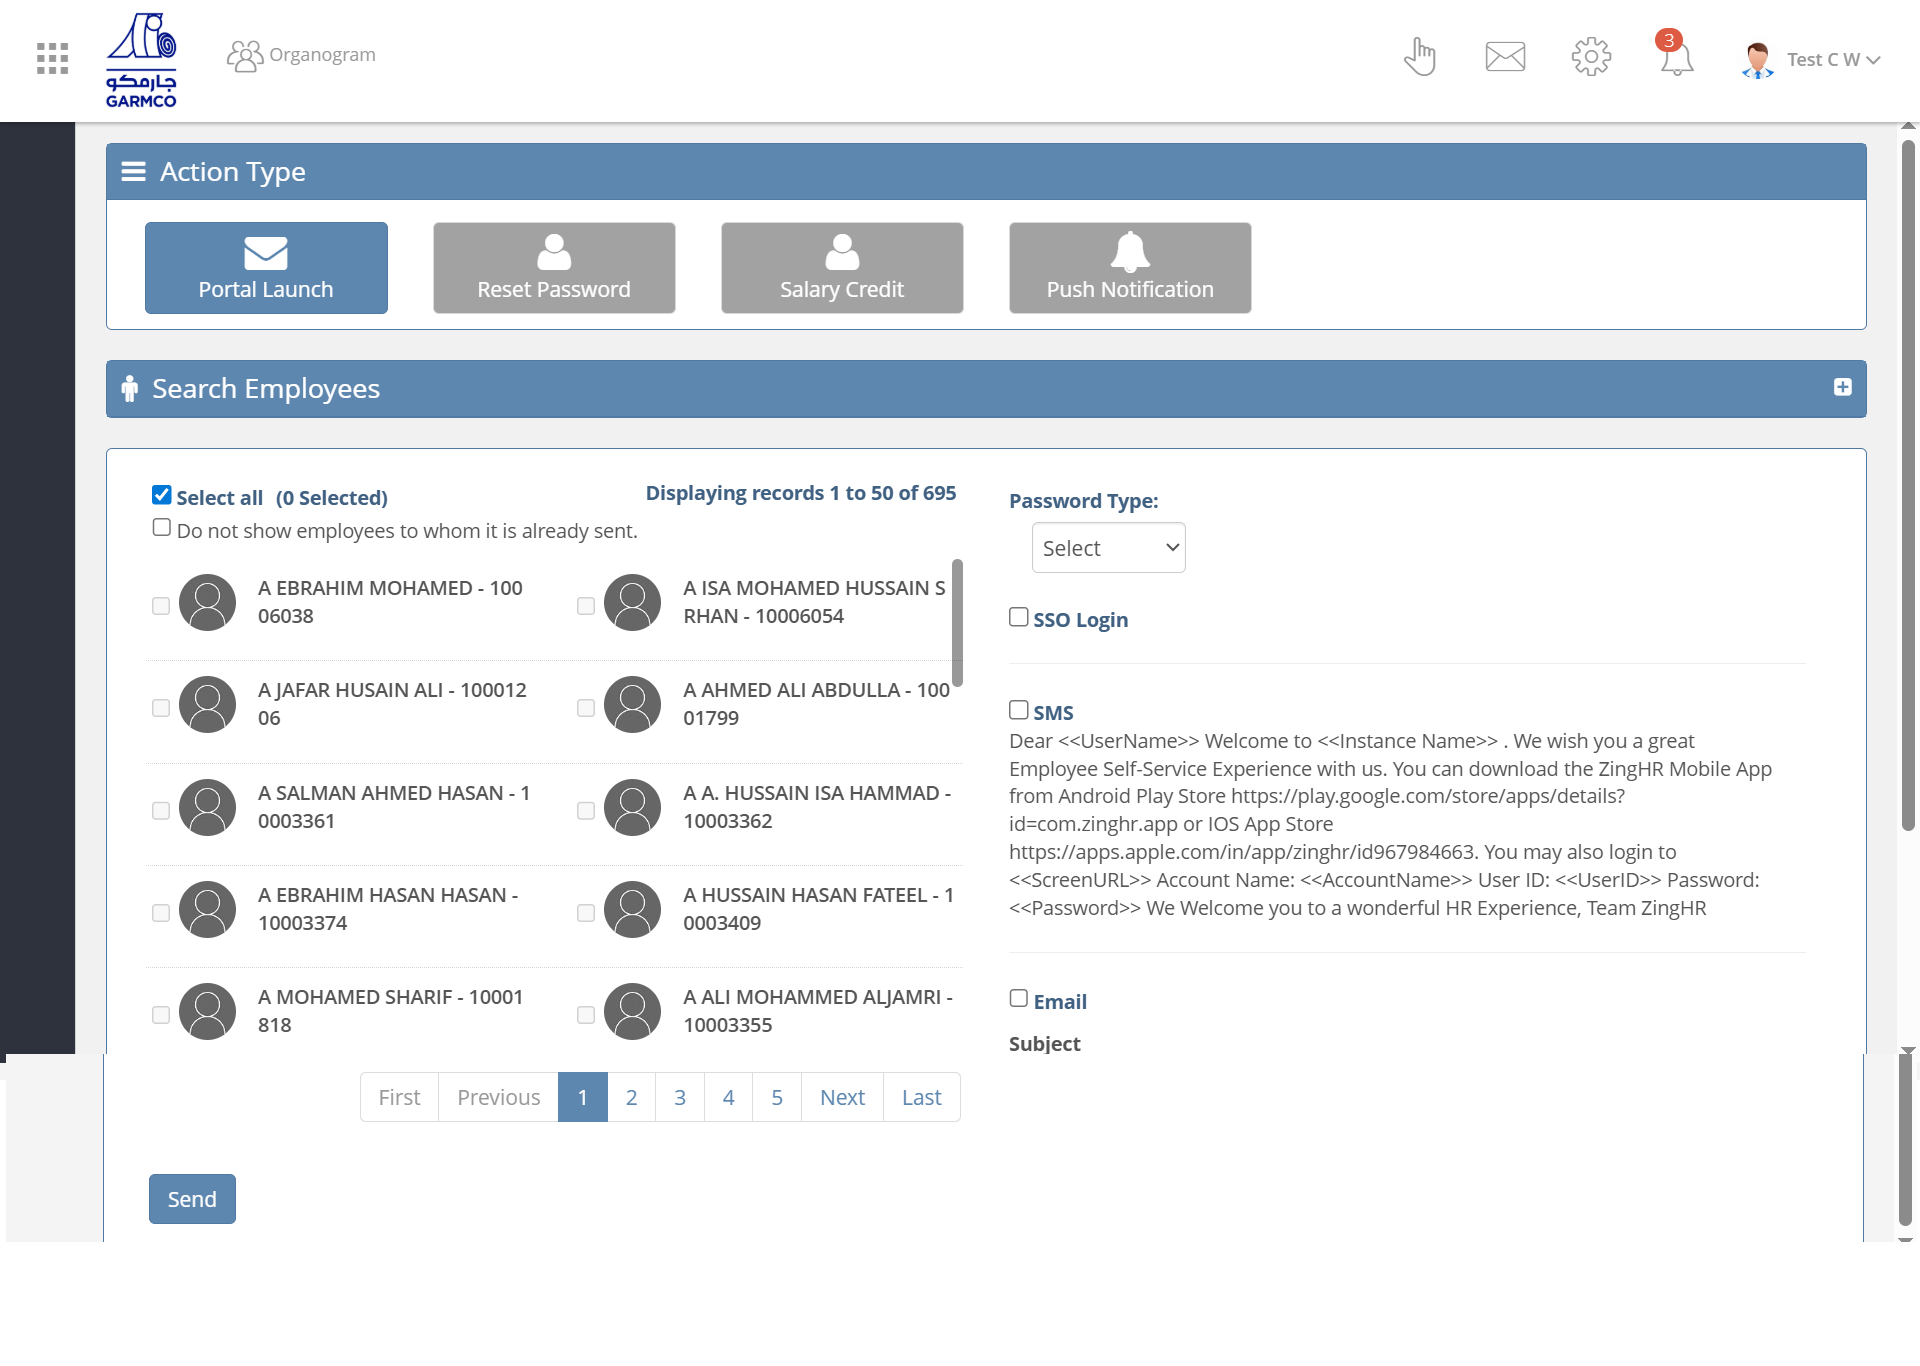 جارمكو
GARMCO
Organogram
3
Test C W
Action Type
Portal Launch
Reset Password
Salary Credit
Push Notification
Search Employees
Select all (0 Selected)
Displaying records 1 to 50 of 695
Do not show employees to whom it is already sent.
A EBRAHIM MOHAMED - 100
06038
A ISA MOHAMED HUSSAIN S
RHAN - 10006054
A JAFAR HUSAIN ALI - 100012
06
A AHMED ALI ABDULLA - 100
01799
A SALMAN AHMED HASAN - 1
0003361
A A. HUSSAIN ISA HAMMAD -
10003362
A EBRAHIM HASAN HASAN -
10003374
A HUSSAIN HASAN FATEEL - 1
0003409
A MOHAMED SHARIF - 10001
818
A ALI MOHAMMED ALJAMRI -
10003355
First Previous 1 2 3 4 5 Next Last
Send
Password Type:
Select
SSO Login
SMS
Dear <<UserName>> Welcome to <<Instance Name>> . We wish you a great
Employee Self-Service Experience with us. You can download the ZingHR Mobile App
from Android Play Store https://play.google.com/store/apps/details?
id=com.zinghr.app or IOS App Store
https://apps.apple.com/in/app/zinghr/id967984663. You may also login to
<<ScreenURL>> Account Name: <<AccountName>> User ID: <<UserID>> Password:
<<Password>> We Welcome you to a wonderful HR Experience, Team ZingHR
Email
Subject